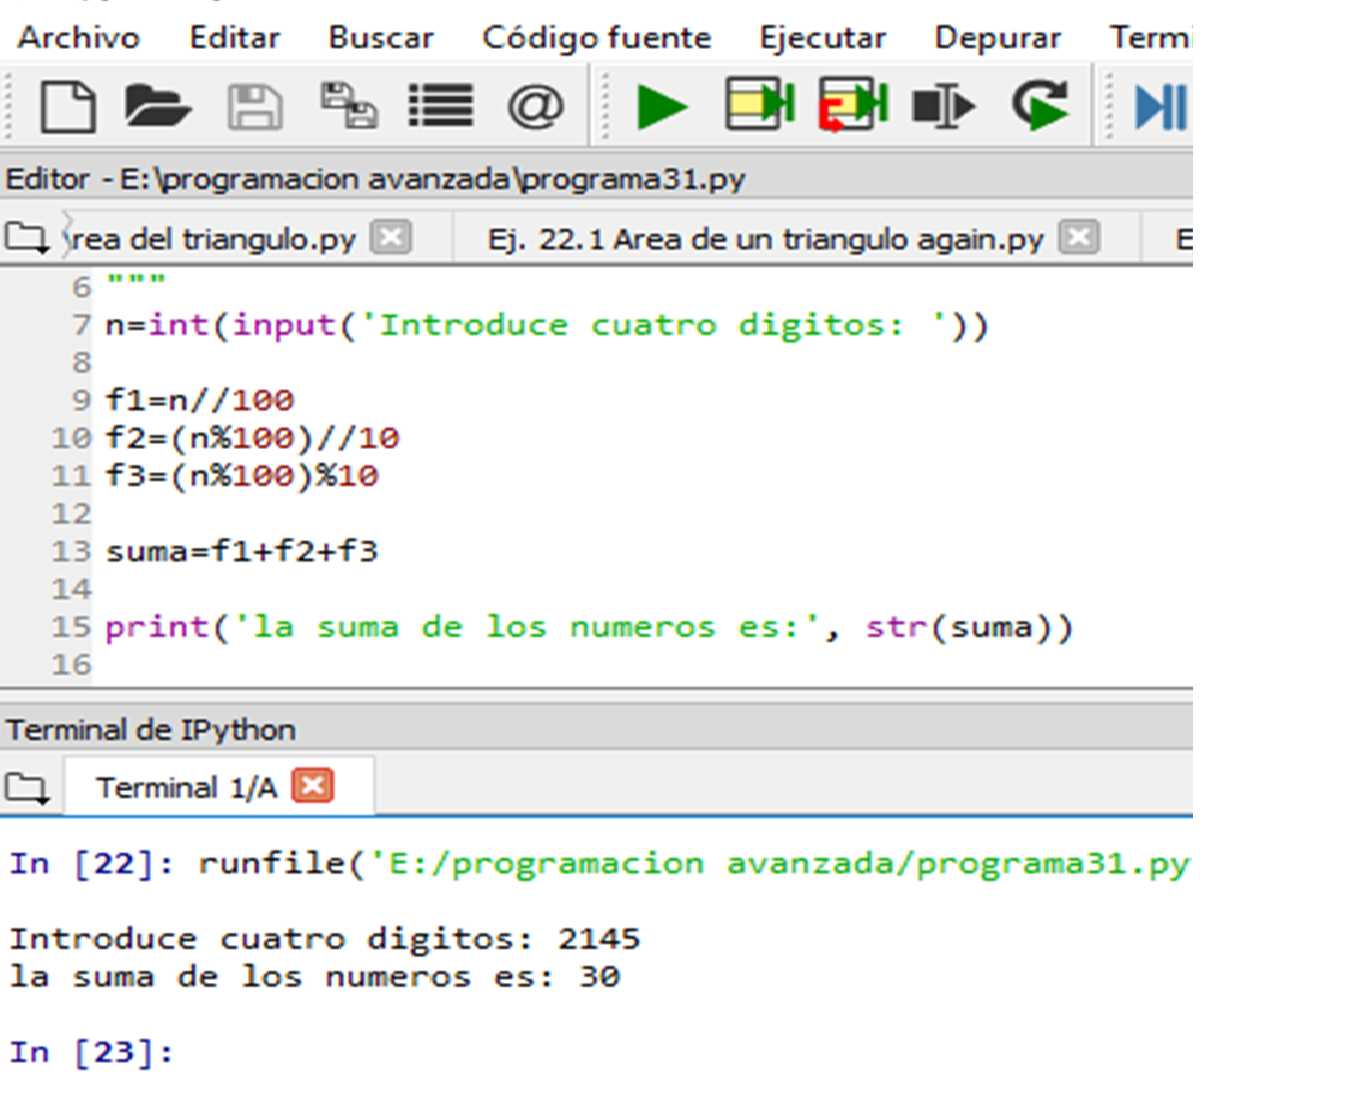 Archivo Editar Buscar Código fuente Ejecutar Depurar Termi
@
Editor - E:\programacion avanzada\programa31.py
rea del triangulo.py Ej. 22.1 Area de un triangulo again.py E
6 """
7 n=int(input('Introduce cuatro digitos: '))
8
9 f1=n//100
10 f2=(n%100)//10
11 f3=(n%100)%10
12
13 suma=f1+f2+f3
14
15 print('la suma de los numeros es:', str(suma))
16
Terminal de IPython
Terminal 1/A
In [22]: runfile('E:/programacion avanzada/programa31.py
Introduce cuatro digitos: 2145
la suma de los numeros es: 30
In [23]: